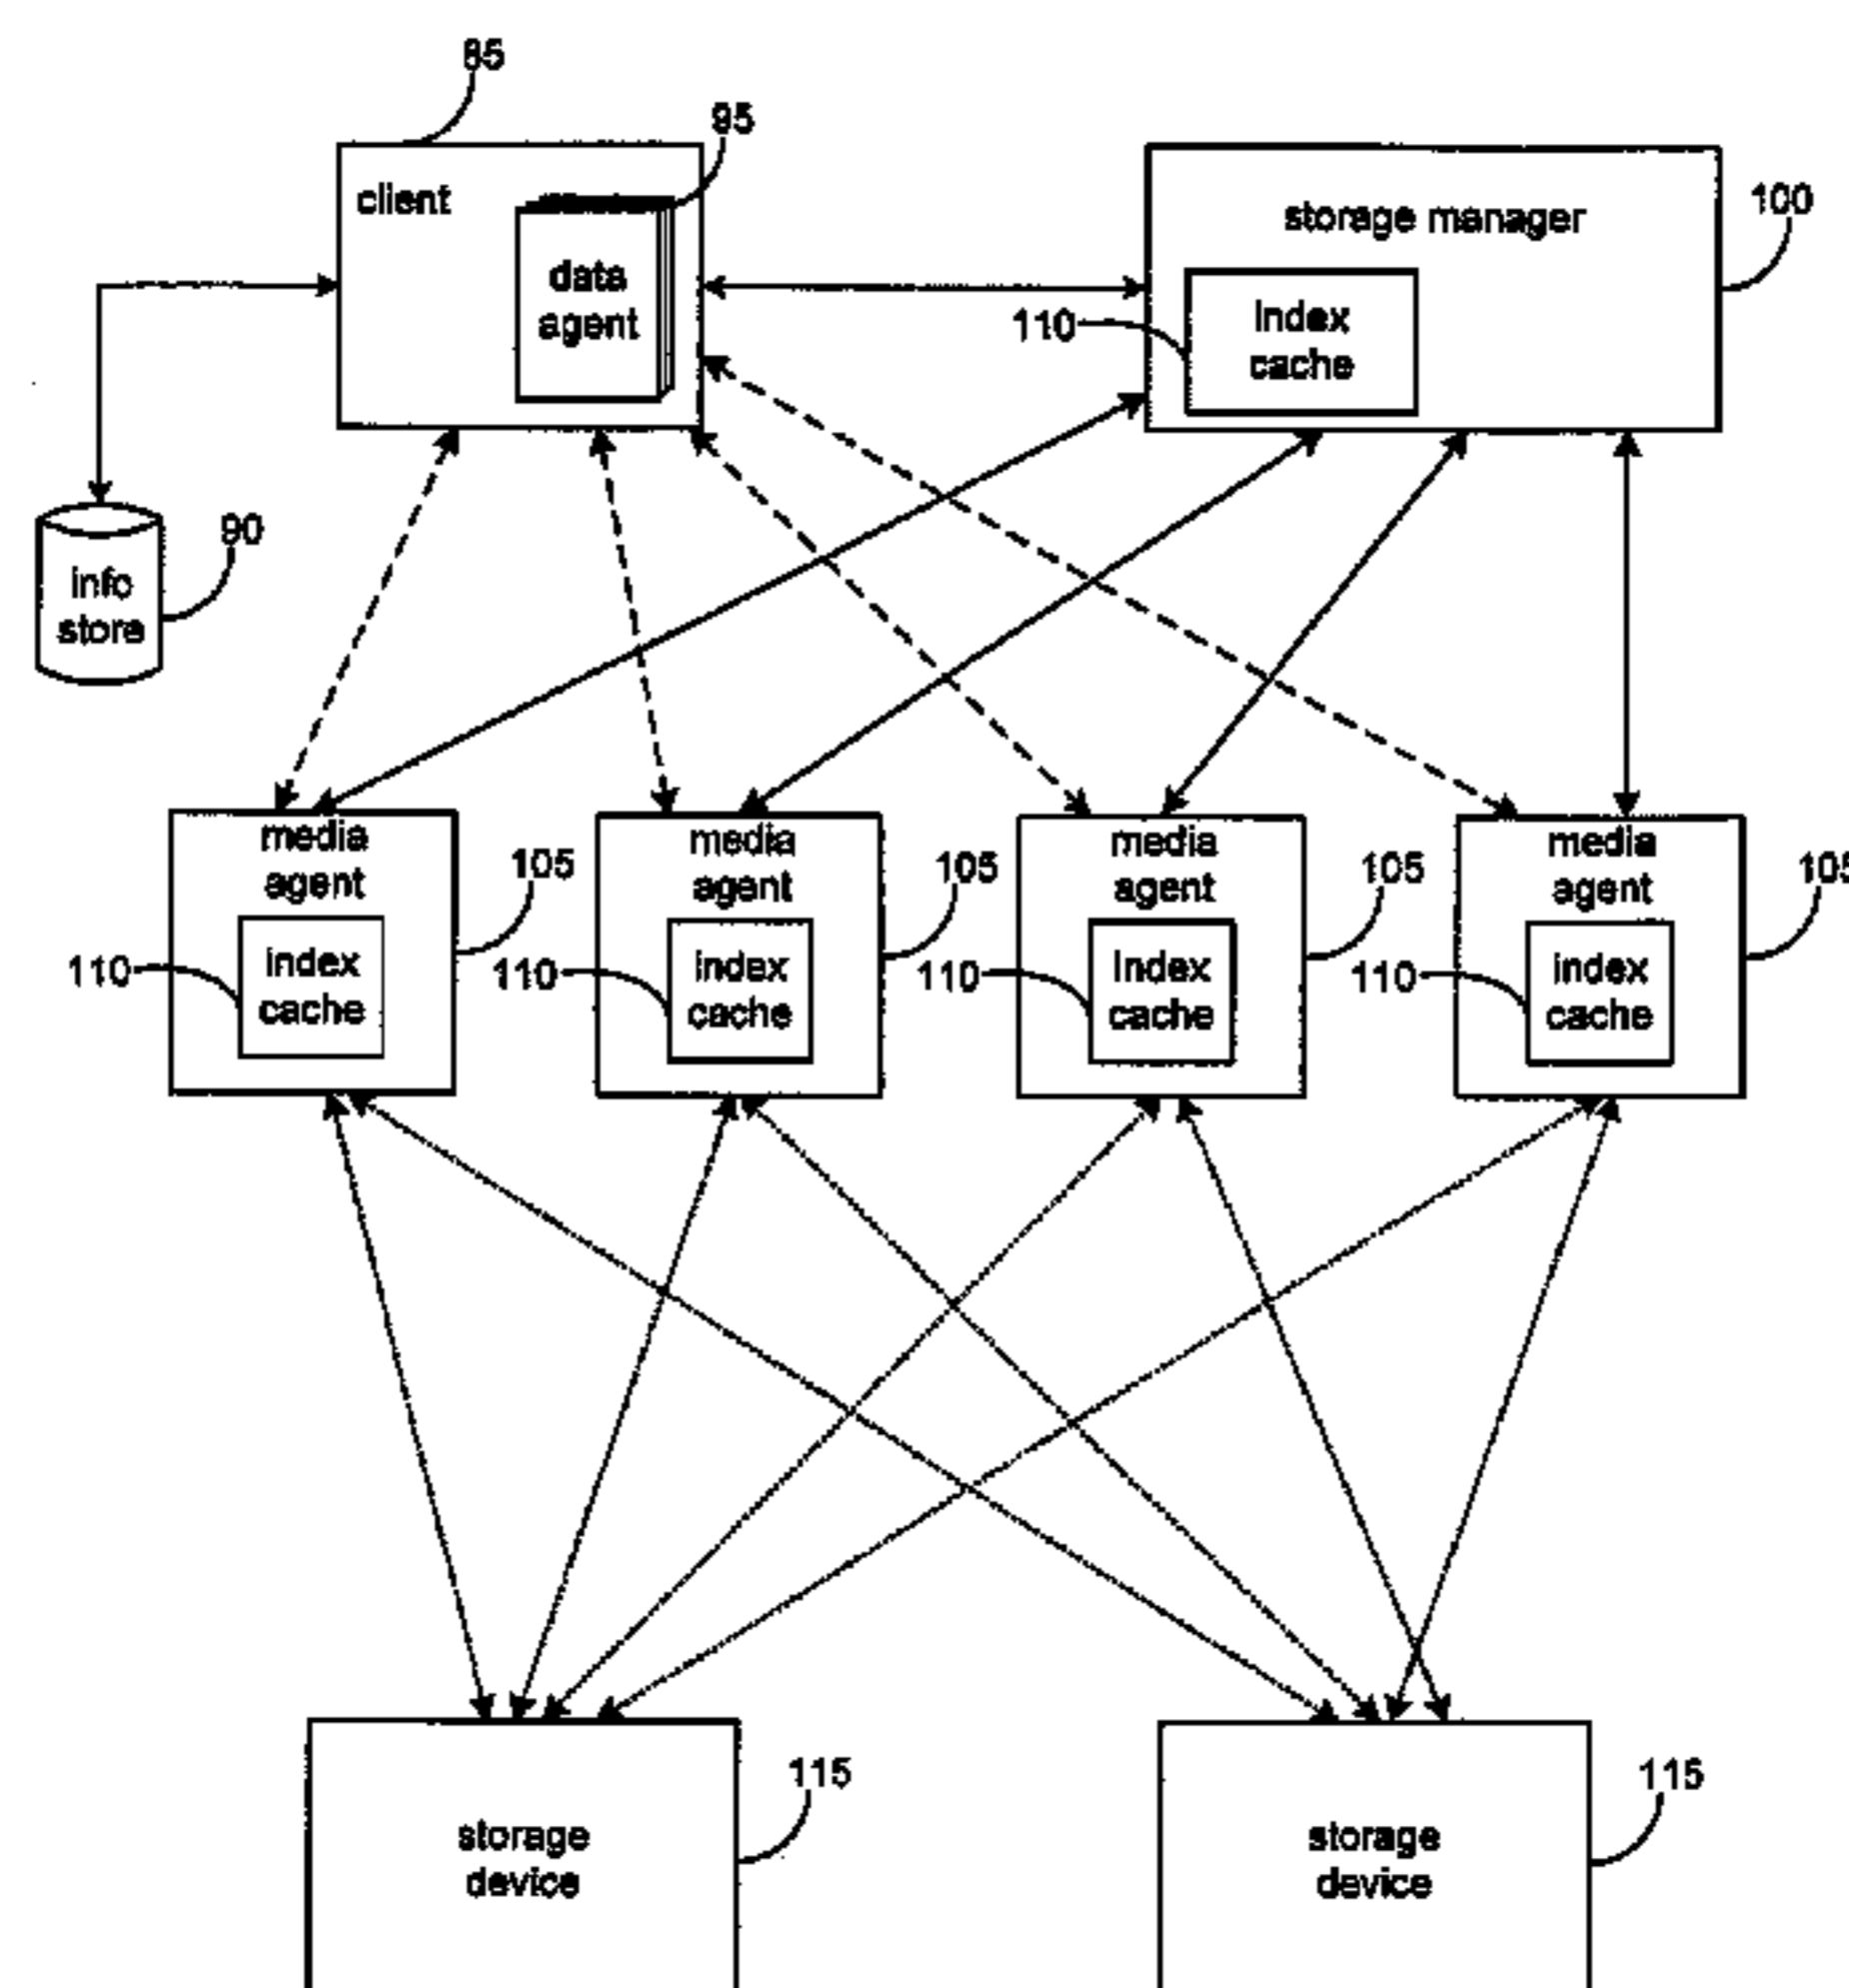 85
95
client
data
agent
storage manager
100
110
index
cache
90
info
store
media
agent
105
110
index
cache
media
agent
105
110
index
cache
media
agent
105
110
index
cache
media
agent
105
110
index
cache
115
storage
device
115
storage
device